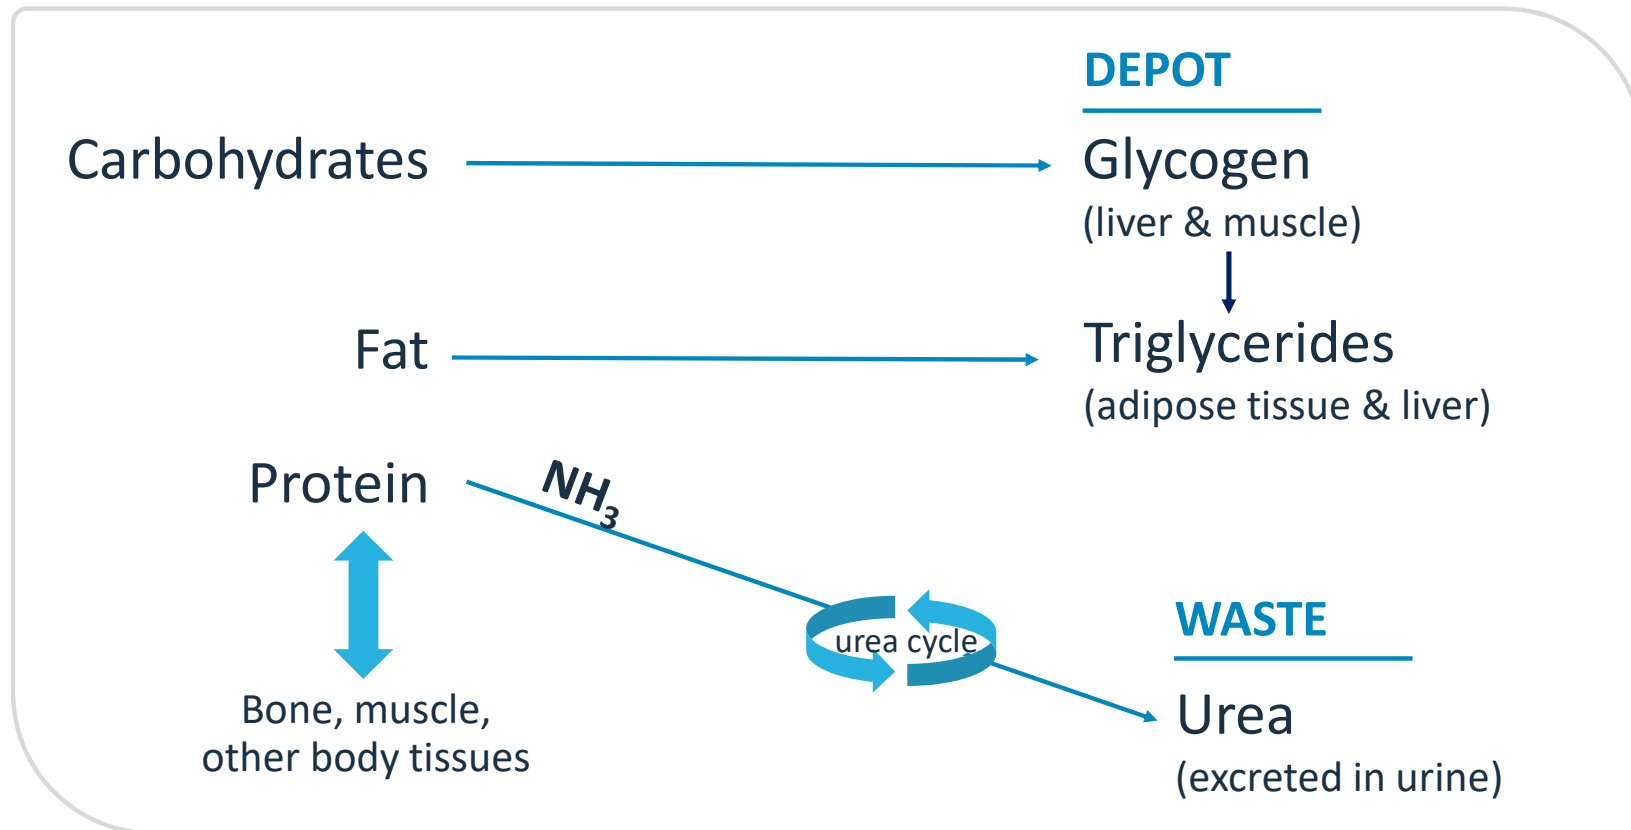 DEPOT
Carbohydrates
Glycogen
(liver & muscle)
Fat
Triglycerides
(adipose tissue & liver)
Protein
NH₃
urea cycle
WASTE
Bone, muscle,
other body tissues
Urea
(excreted in urine)